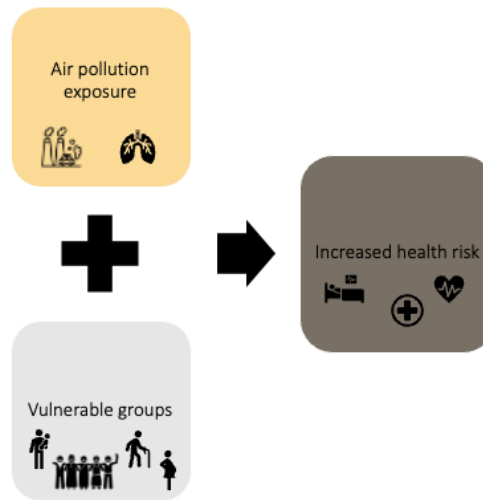 Air pollution
exposure
Increased health risk
Vulnerable groups